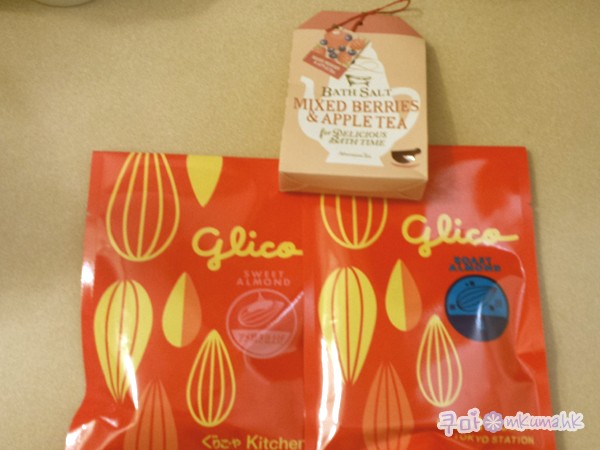 BATH SALT
MIXED BERRIES
& APPLE TEA
for DELICIOUS
BATH TIME
Glico
SWEET
ALMOND
Kitchen
Glico
ROAST
ALMOND
TOKYO STATION
쿠마 mkuma.hk